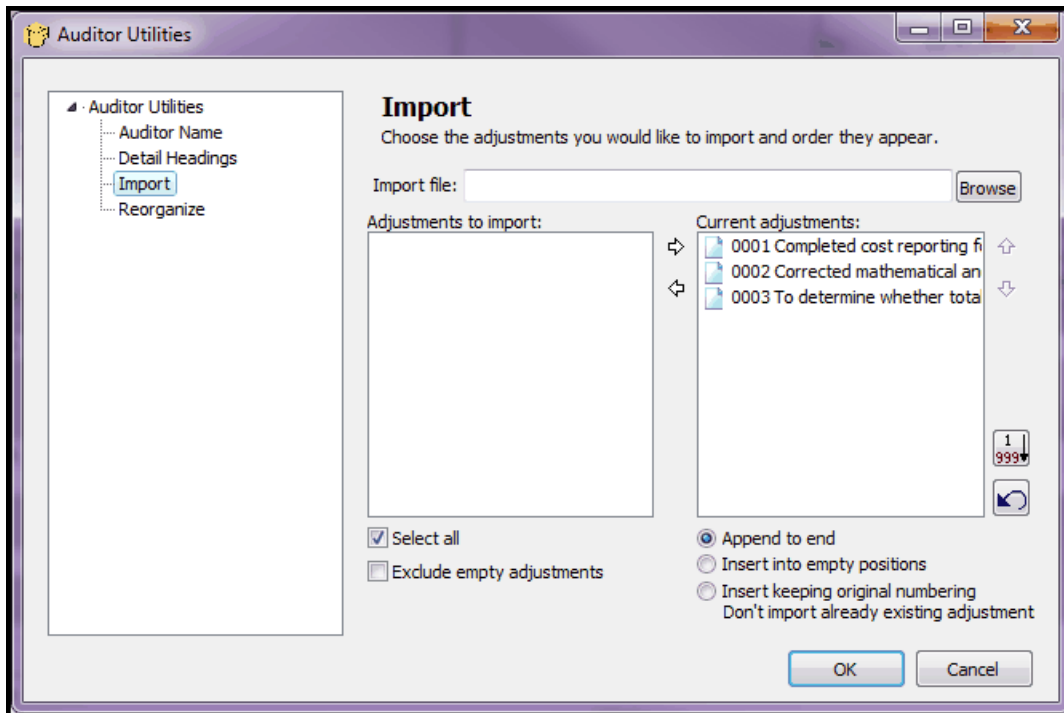 Auditor Utilities
Auditor Utilities
Auditor Name
Detail Headings
Import
Reorganize
Import
Choose the adjustments you would like to import and order they appear.
Import file:
Browse
Adjustments to import:
Current adjustments:
0001 Completed cost reporting f
0002 Corrected mathematical an
0003 To determine whether total
1
999
Select all
Exclude empty adjustments
Append to end
Insert into empty positions
Insert keeping original numbering
Don't import already existing adjustment
OK
Cancel